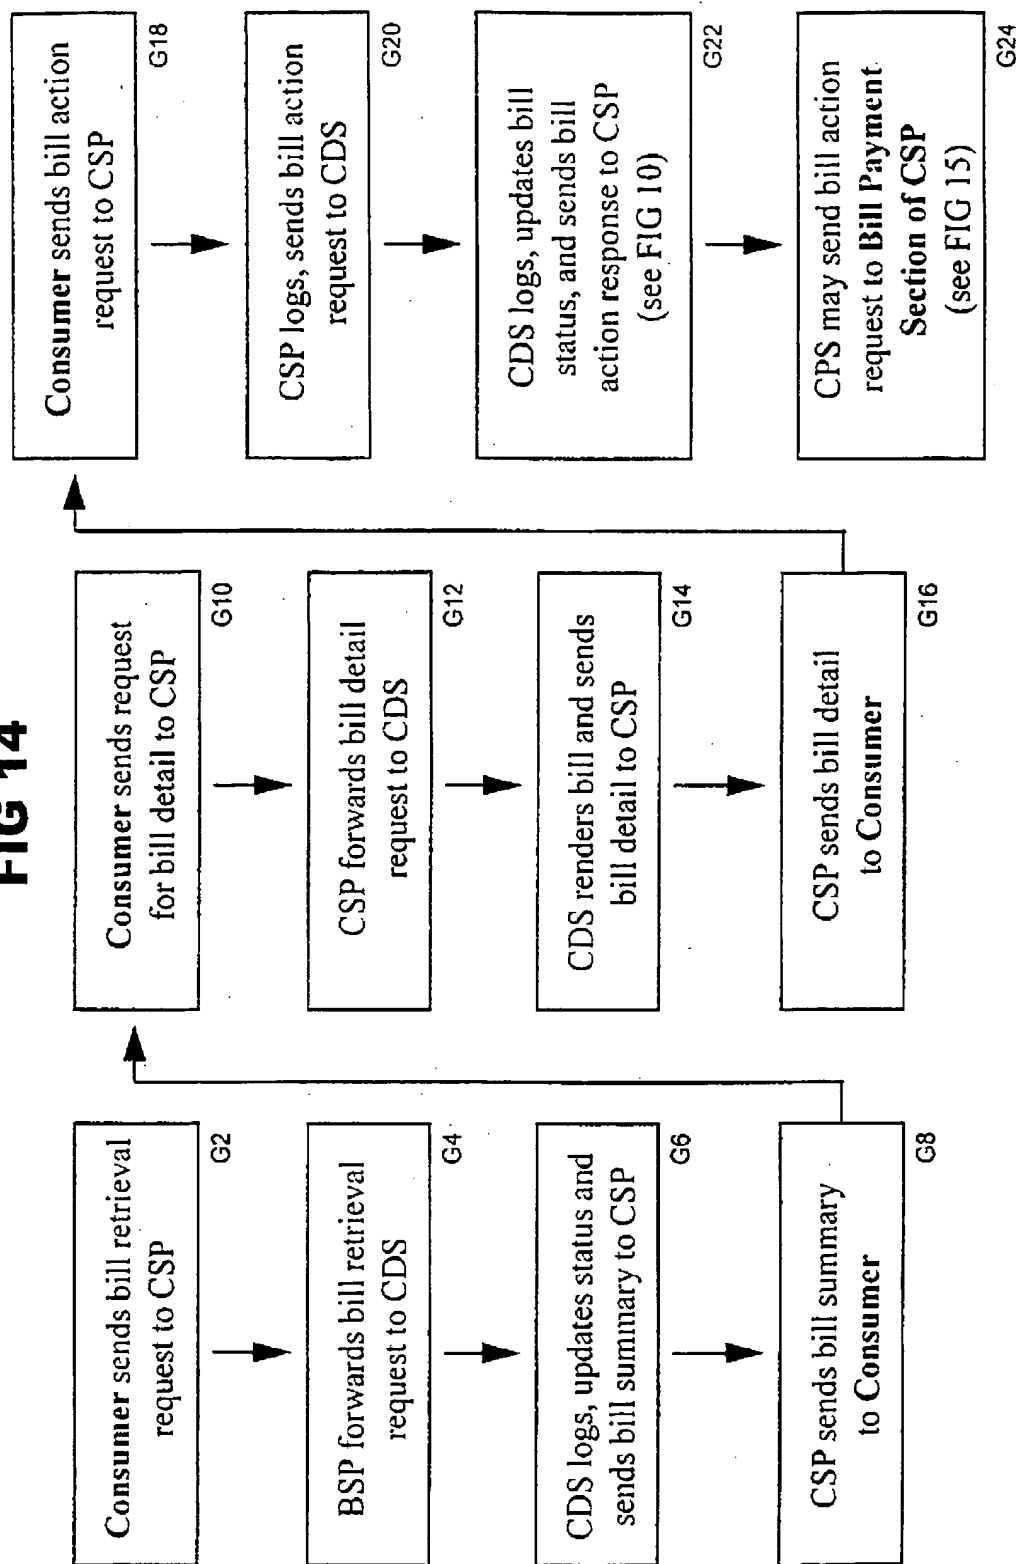 FIG 14
Consumer sends bill retrieval
request to CSP
G2
BSP forwards bill retrieval
request to CDS
G4
CDS logs, updates status and
sends bill summary to CSP
G6
CSP sends bill summary
to Consumer
G8
Consumer sends request
for bill detail to CSP
G10
CSP forwards bill detail
request to CDS
G12
CDS renders bill and sends
bill detail to CSP
G14
CSP sends bill detail
to Consumer
G16
Consumer sends bill action
request to CSP
G18
CSP logs, sends bill action
request to CDS
G20
CDS logs, updates bill
status, and sends bill
action response to CSP
(see FIG 10)
G22
CPS may send bill action
request to Bill Payment
Section of CSP
(see FIG 15)
G24